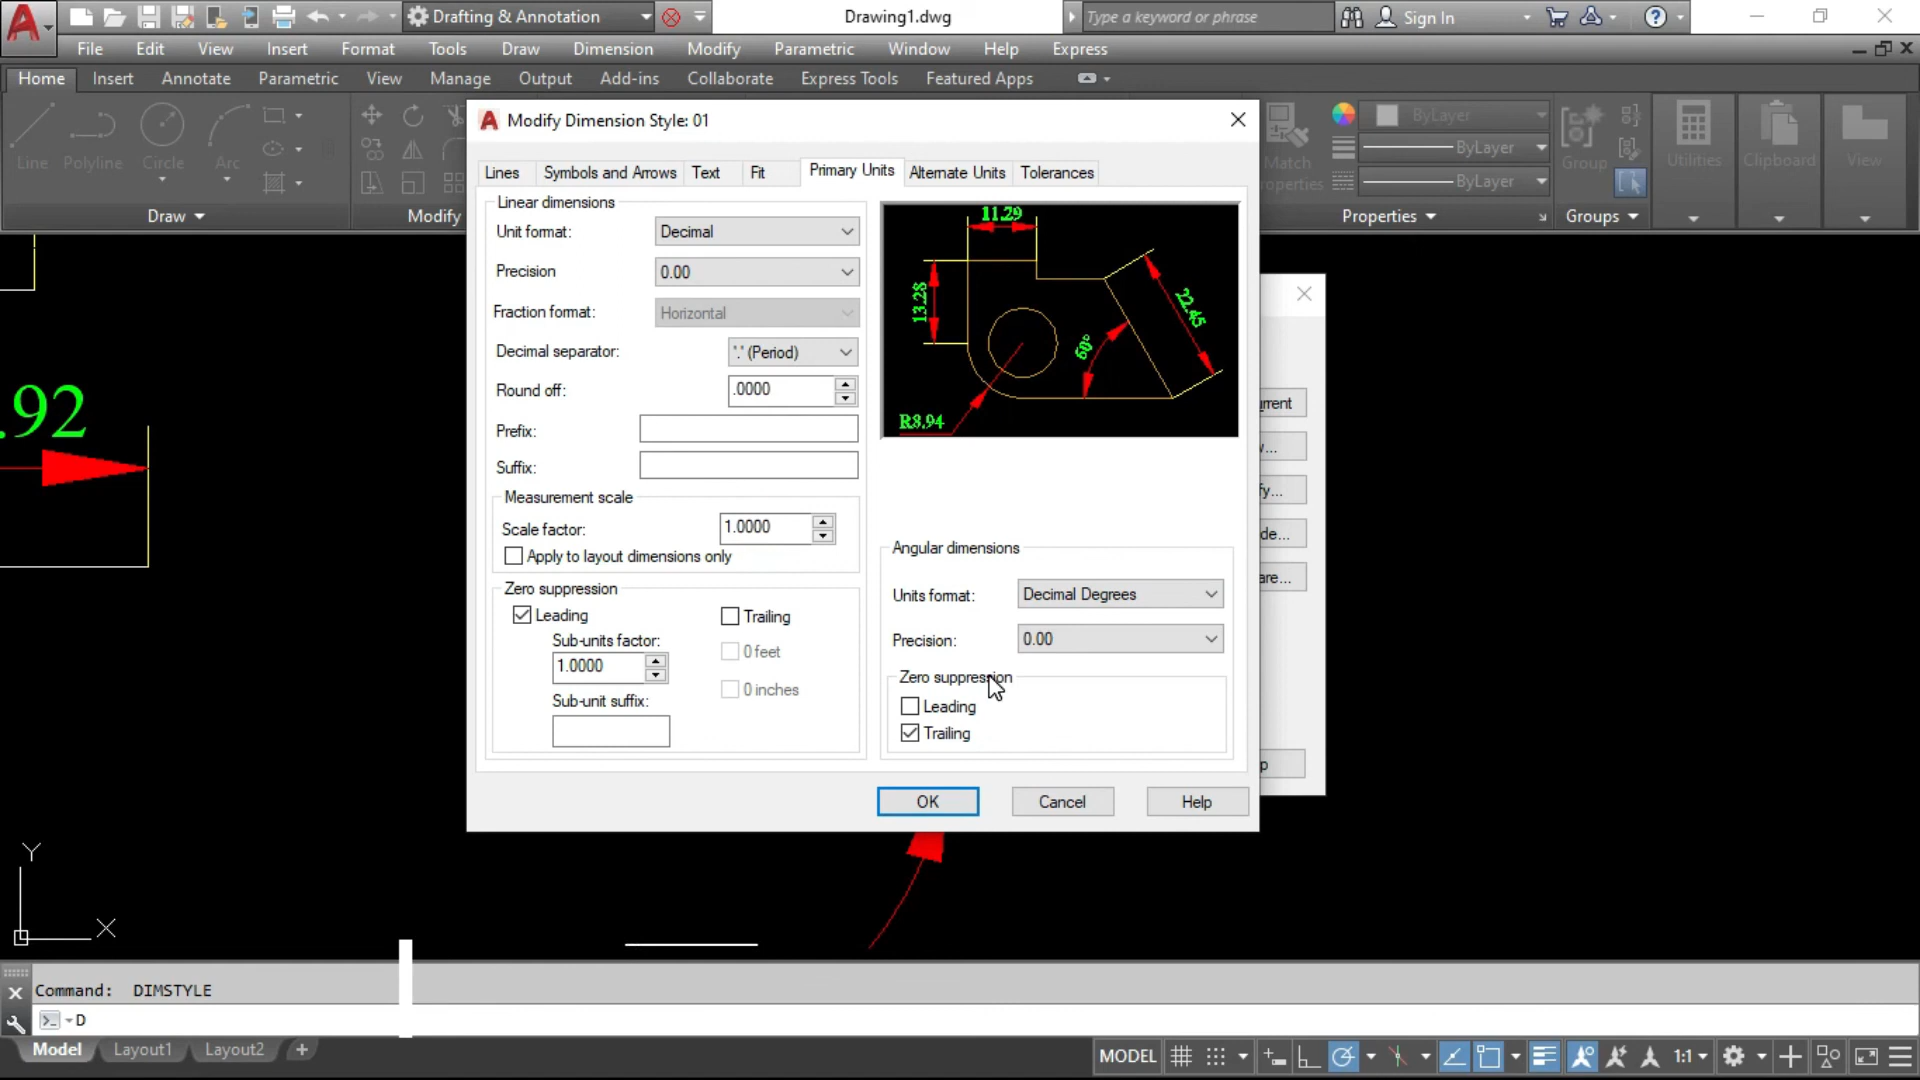 Drafting & Annotation
Drawing1.dwg
Type a keyword or phrase
Sign In
File Edit View Insert Format Tools Draw Dimension Modify Parametric Window Help Express
Home Insert Annotate Parametric View Manage Output Add-ins Collaborate Express Tools Featured Apps
Line Polyline Circle Arc
Draw
Modify
Match
roperties
ByLayer
ByLayer
ByLayer
Properties
Group
Groups
Utilities
Clipboard
View
Modify Dimension Style: 01
Lines Symbols and Arrows Text Fit Primary Units Alternate Units Tolerances
Linear dimensions
Unit format: Decimal
Precision 0.00
Fraction format: Horizontal
Decimal separator: '.' (Period)
Round off: .0000
Prefix:
Suffix:
Measurement scale
Scale factor: 1.0000
Apply to layout dimensions only
Zero suppression
Leading
Trailing
Sub-units factor:
0 feet
1.0000
0 inches
Sub-unit suffix:
11.29
13.28
22.45
60°
R8.94
Angular dimensions
Units format: Decimal Degrees
Precision: 0.00
Zero suppression
Leading
Trailing
OK Cancel Help
rrent
...
fy...
de...
are...
p
.92
Y
X
Command: DIMSTYLE
D
Model Layout1 Layout2 +
MODEL
1:1